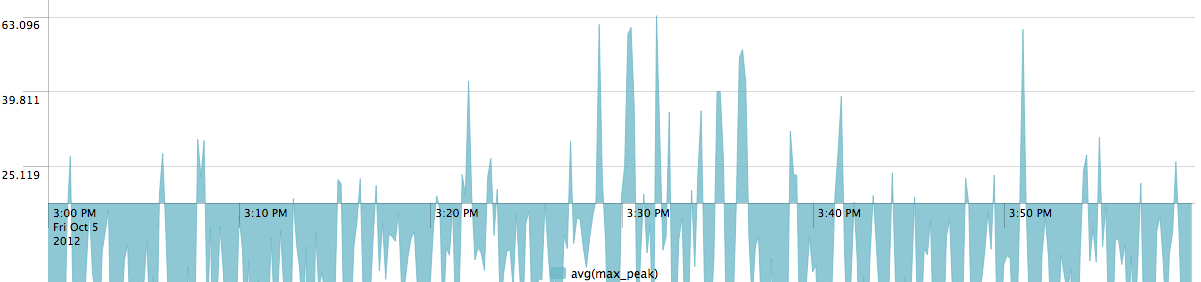 63.096
39.811
25.119
3:00 PM
Fri Oct 5
2012
3:10 PM
3:20 PM
3:30 PM
3:40 PM
3:50 PM
avg(max_peak)